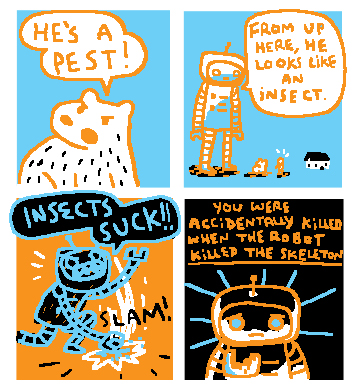 HE'S A
PEST!
FROM UP
HERE, HE
LOOKS LIKE
AN
INSECT.
INSECTS
SUCK!!
SLAM!
YOU WERE
ACCIDENTALLY KILLED
WHEN THE ROBOT
KILLED THE SKELETON